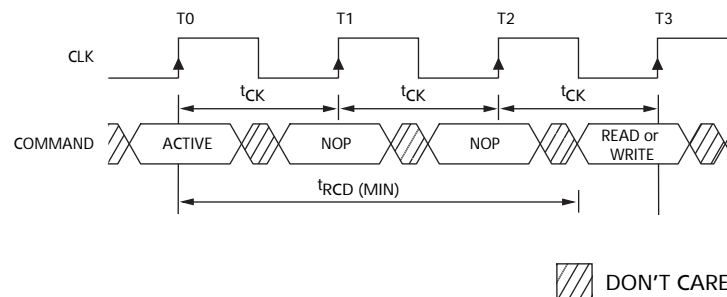 T0 T1 T2 T3
CLK
tCK tCK tCK
COMMAND ACTIVE NOP NOP READ or
WRITE
tRCD (MIN)
DON'T CARE